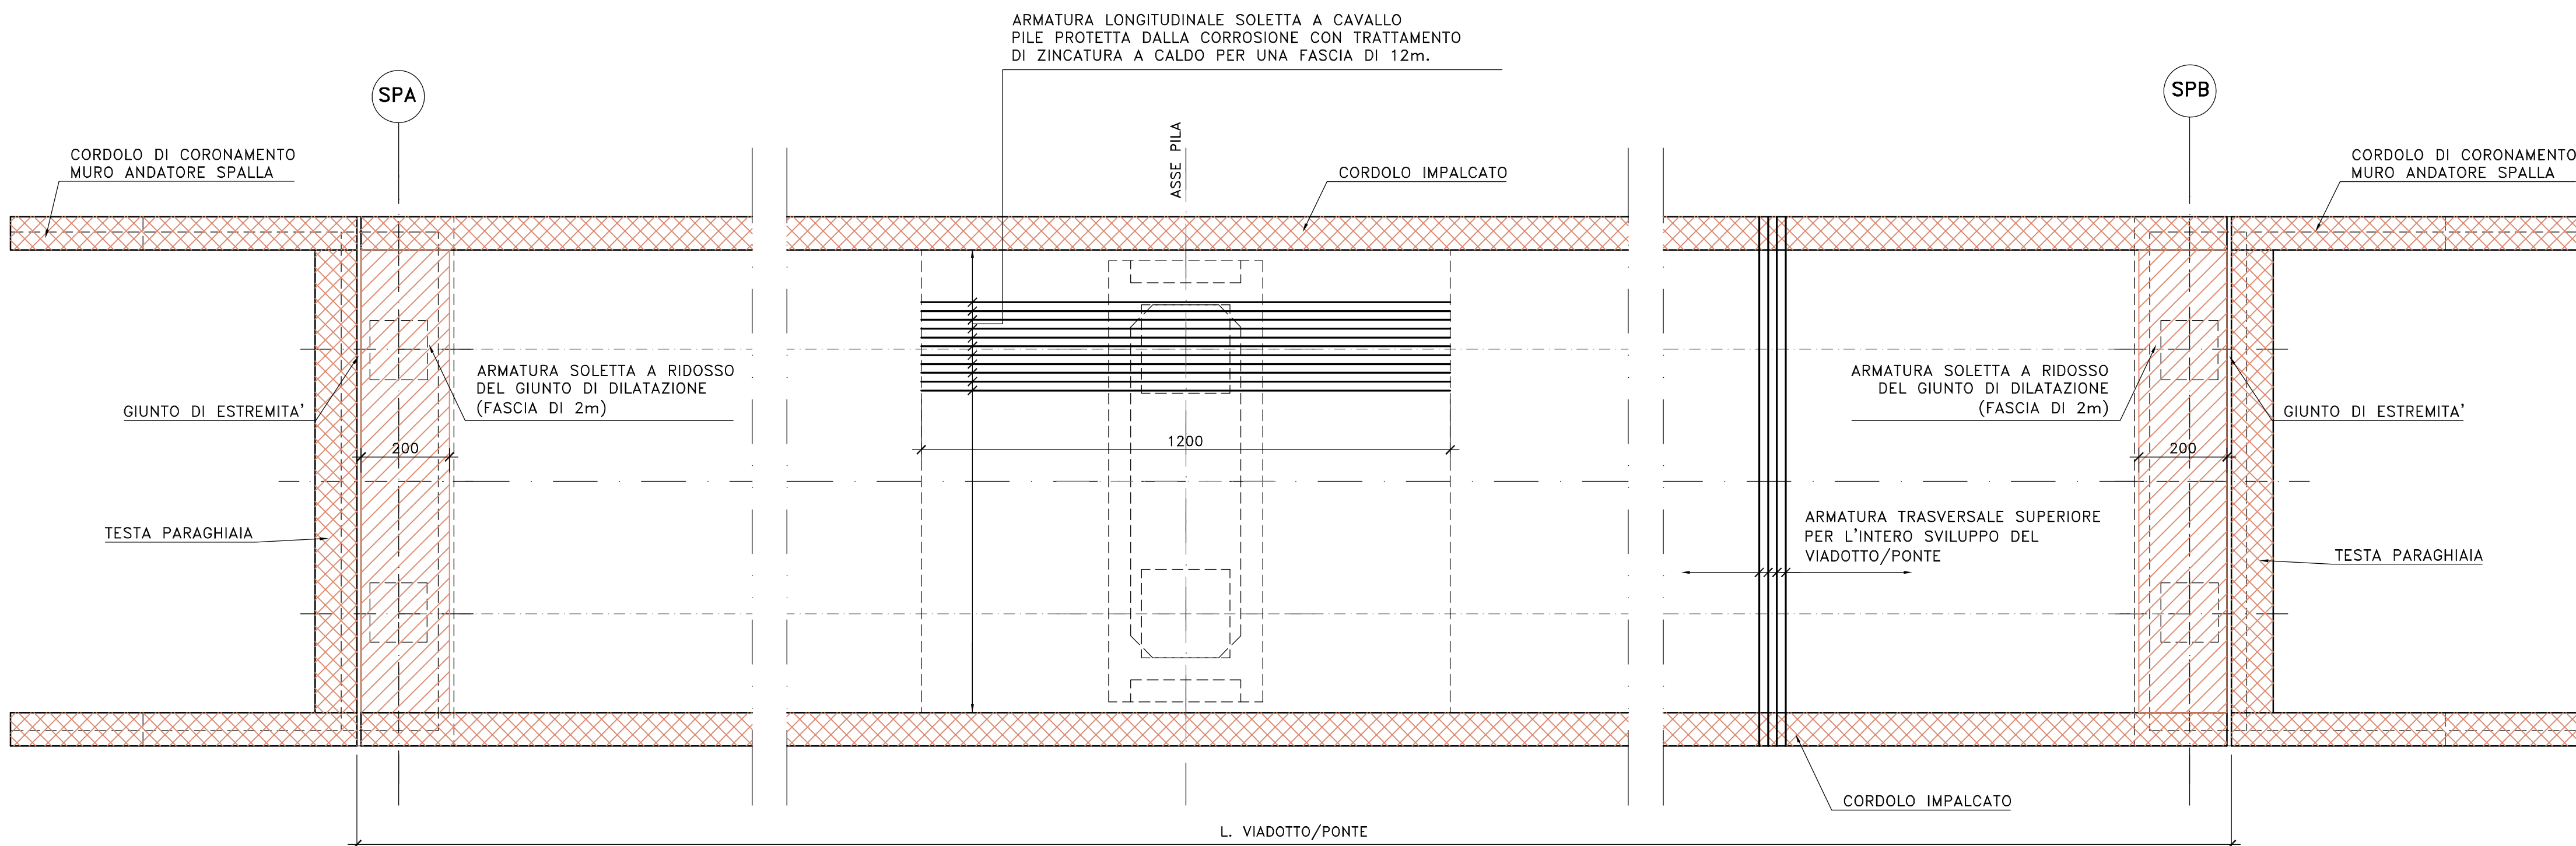 ARMATURA LONGITUDINALE SOLETTA A CAVALLO
PILE PROTETTA DALLA CORROSIONE CON TRATTAMENTO
DI ZINCATURA A CALDO PER UNA FASCIA DI 12m.
SPA
SPB
ASSE PILA
CORDOLO DI CORONAMENTO
MURO ANDATORE SPALLA
CORDOLO IMPALCATO
CORDOLO DI CORONAMENTO
MURO ANDATORE SPALLA
ARMATURA SOLETTA A RIDOSSO
DEL GIUNTO DI DILATAZIONE
(FASCIA DI 2m)
GIUNTO DI ESTREMITA'
ARMATURA SOLETTA A RIDOSSO
DEL GIUNTO DI DILATAZIONE
(FASCIA DI 2m)
GIUNTO DI ESTREMITA'
200
1200
200
TESTA PARAGHIAIA
ARMATURA TRASVERSALE SUPERIORE
PER L'INTERO SVILUPPO DEL
VIADOTTO/PONTE
TESTA PARAGHIAIA
CORDOLO IMPALCATO
L. VIADOTTO/PONTE